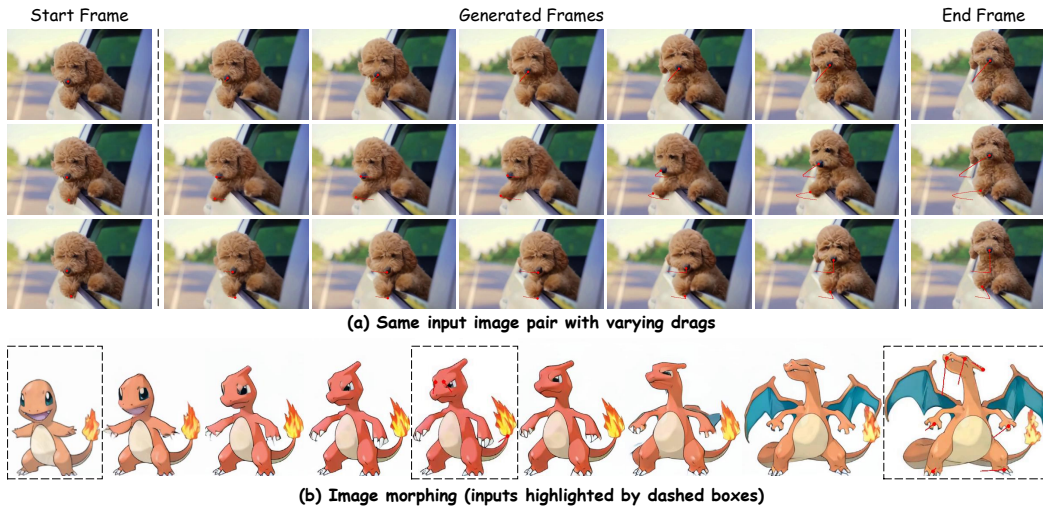 Start Frame
Generated Frames
End Frame
(a) Same input image pair with varying drags
(b) Image morphing (inputs highlighted by dashed boxes)